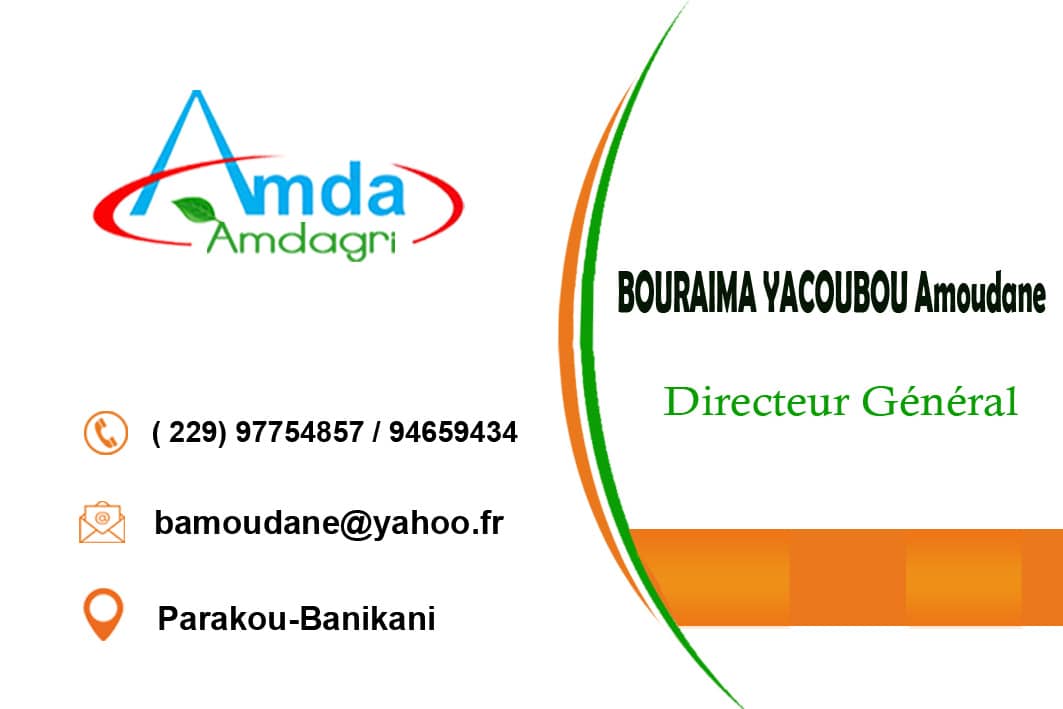 Amda
Amdagri
( 229) 97754857 / 94659434
bamoudane@yahoo.fr
Parakou-Banikani
BOURAIMA YACOUBOU Amoudane
Directeur Général